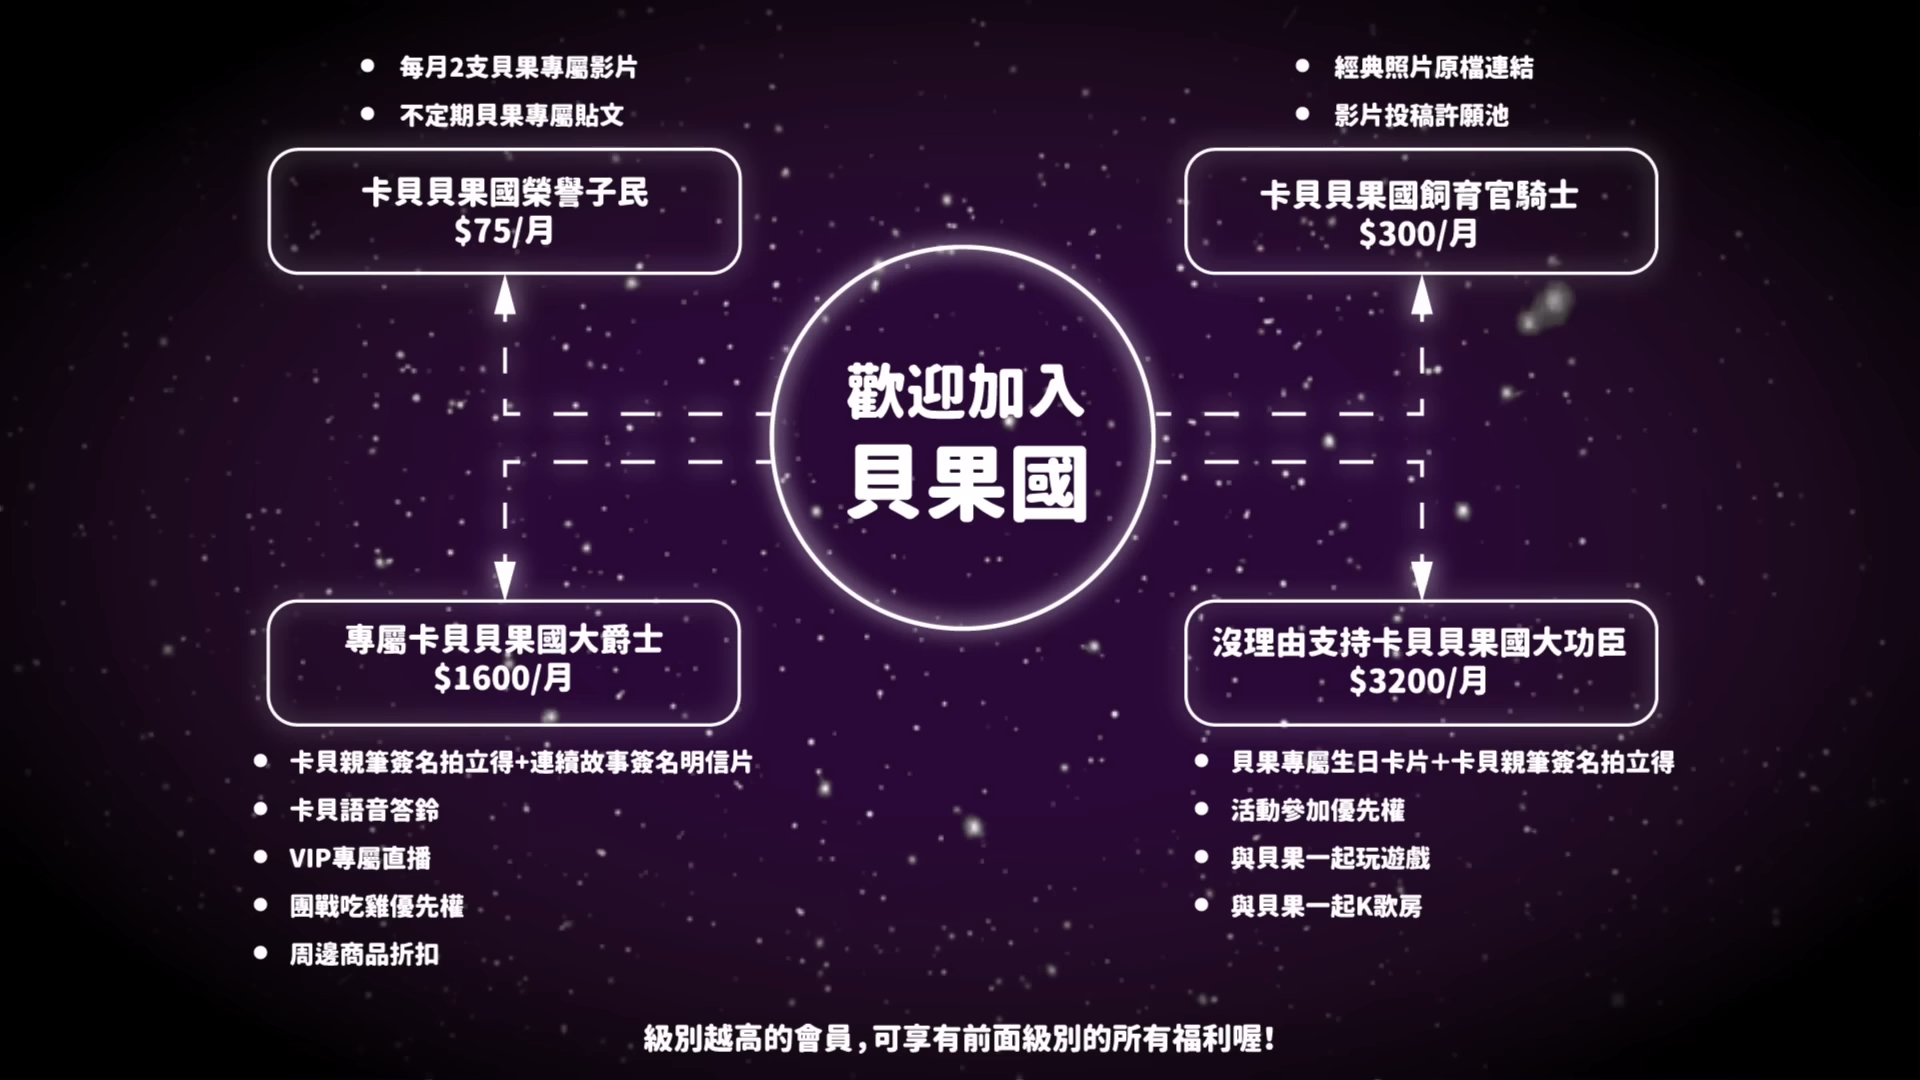 每月2支貝果專屬影片
不定期貝果專屬貼文
卡貝貝果國榮譽子民
$75/月
經典照片原檔連結
影片投稿許願池
卡貝貝果國飼育官騎士
$300/月
歡迎加入
貝果國
專屬卡貝貝果國大爵士
$1600/月
卡貝親筆簽名拍立得+連續故事簽名明信片
卡貝語音答鈴
VIP專屬直播
團戰吃雞優先權
周邊商品折扣
沒理由支持卡貝貝果國大功臣
$3200/月
貝果專屬生日卡片+卡貝親筆簽名拍立得
活動參加優先權
與貝果一起玩遊戲
與貝果一起K歌房
級別越高的會員,可享有前面級別的所有福利喔!